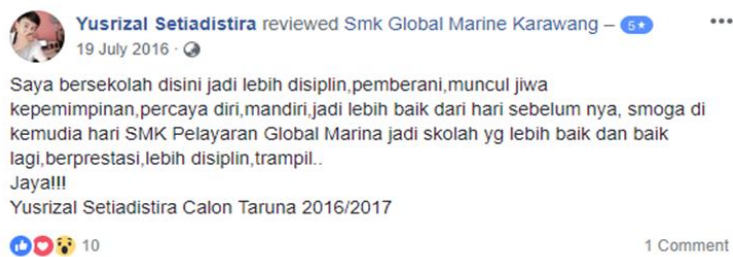 Yusrizal Setiadistira reviewed Smk Global Marine Karawang – 5★
19 July 2016 ·
Saya bersekolah disini jadi lebih disiplin,pemberani,muncul jiwa
kepemimpinan,percaya diri,mandiri,jadi lebih baik dari hari sebelum nya, smoga di
kemudia hari SMK Pelayaran Global Marina jadi skolah yg lebih baik dan baik
lagi,berprestasi,lebih disiplin,trampil..
Jaya!!!
Yusrizal Setiadistira Calon Taruna 2016/2017
10 1 Comment